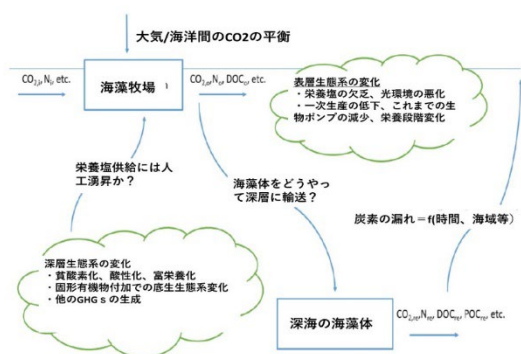 大気/海洋間のCO2の平衡
CO2,i, Ni, etc.
海藻牧場
CO2,o, No, DOCo, etc.
表層生態系の変化
・栄養塩の欠乏、光環境の悪化
・一次生産の低下、これまでの生
物ポンプの減少、栄養段階変化
栄養塩供給には人
工湧昇か?
海藻体をどうやっ
て深層に輸送?
炭素の漏れ=f(時間、海域等)
深層生態系の変化
・貧酸素化、酸性化、富栄養化
・固形有機物付加での底生生態系変化
・他のGHGsの生成
深海の海藻体
CO2,re, Nre, DOCre, POCre, etc.